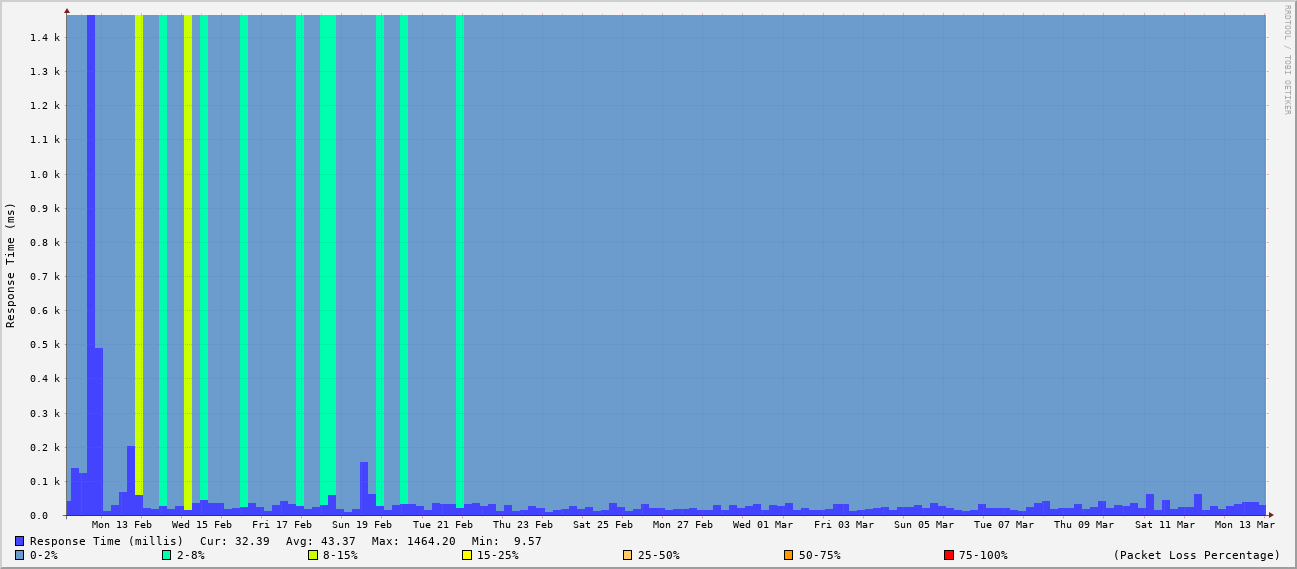 RRDTOOL / TOBI OETIKER
Response Time (ms)
1.4 k
1.3 k
1.2 k
1.1 k
1.0 k
0.9 k
0.8 k
0.7 k
0.6 k
0.5 k
0.4 k
0.3 k
0.2 k
0.1 k
0.0
Mon 13 Feb Wed 15 Feb Fri 17 Feb Sun 19 Feb Tue 21 Feb Thu 23 Feb Sat 25 Feb Mon 27 Feb Wed 01 Mar Fri 03 Mar Sun 05 Mar Tue 07 Mar Thu 09 Mar Sat 11 Mar Mon 13 Mar
Response Time (millis) Cur: 32.39 Avg: 43.37 Max: 1464.20 Min: 9.57
0-2% 2-8% 8-15% 15-25% 25-50% 50-75% 75-100% (Packet Loss Percentage)